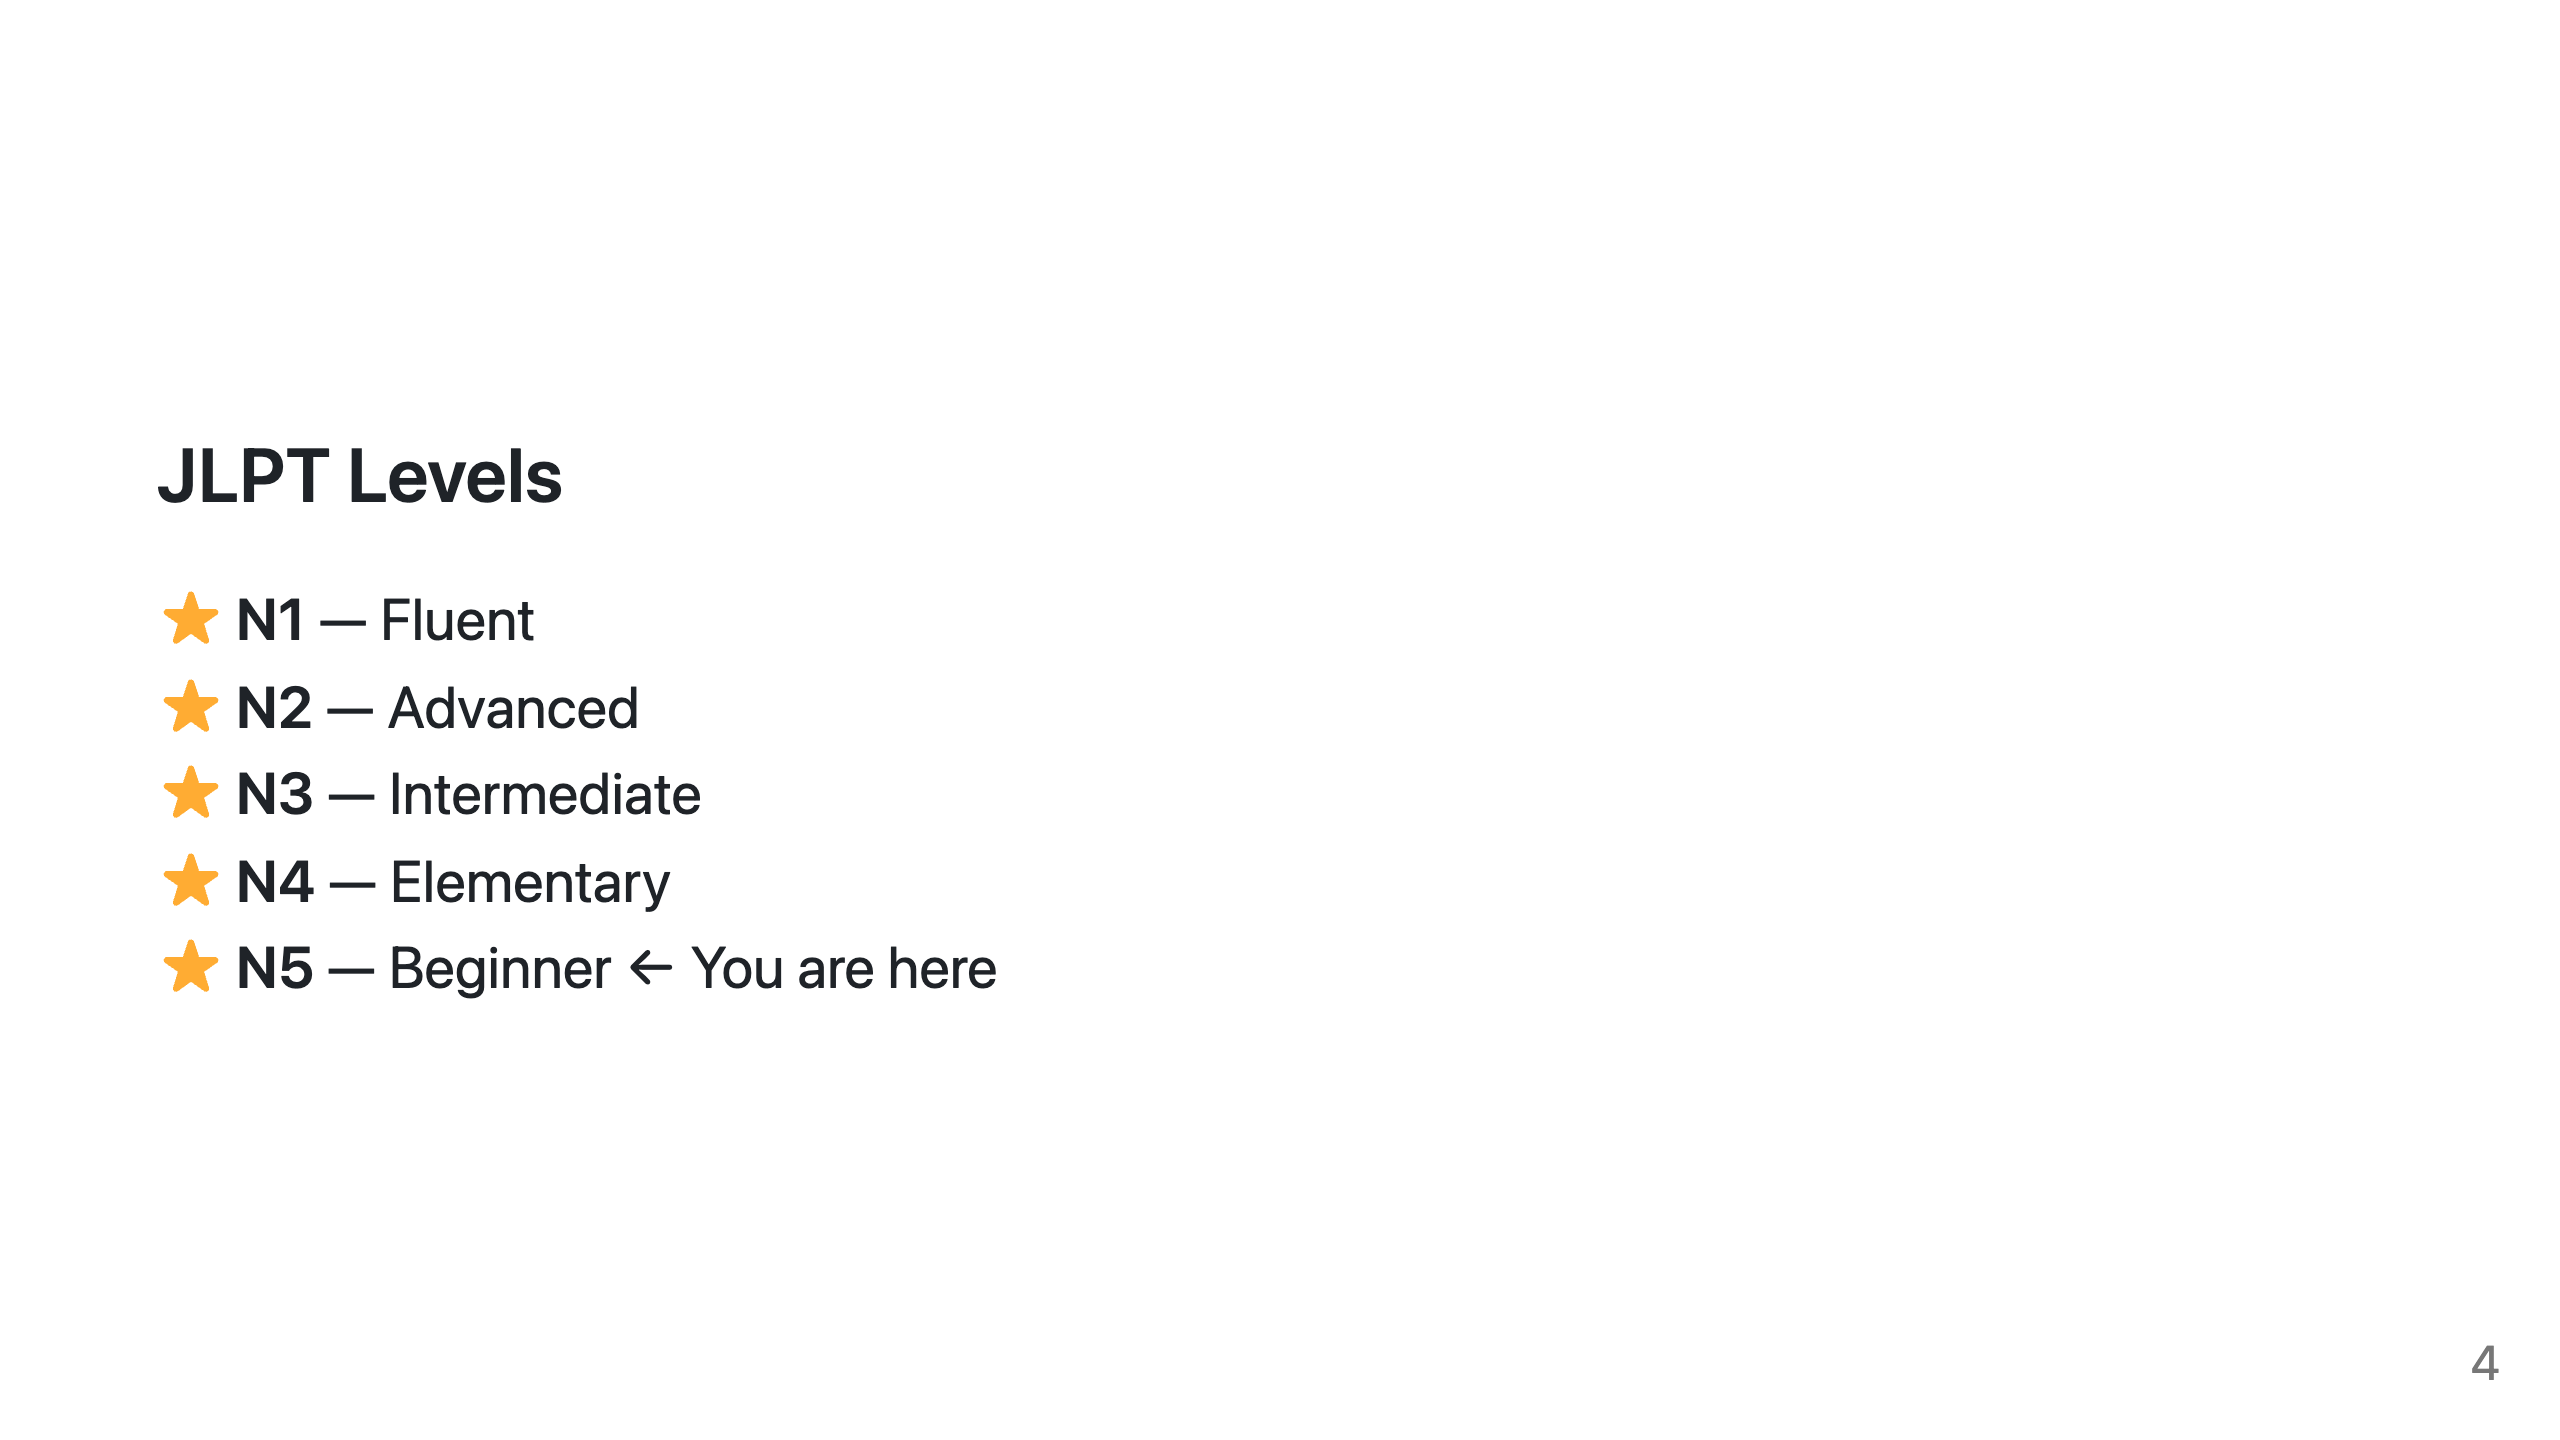 JLPT Levels
⭐ N1 — Fluent
⭐ N2 — Advanced
⭐ N3 — Intermediate
⭐ N4 — Elementary
⭐ N5 — Beginner ← You are here
4